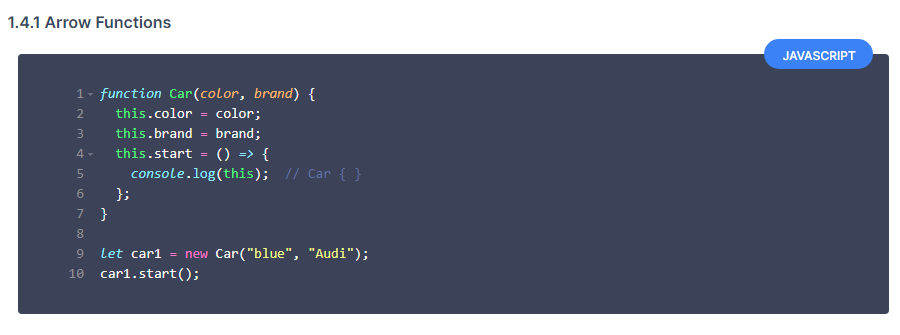 1.4.1 Arrow Functions
JAVASCRIPT
1 function Car(color, brand) {
2   this.color = color;
3   this.brand = brand;
4   this.start = () => {
5     console.log(this);  // Car { }
6   };
7 }
8
9 let car1 = new Car("blue", "Audi");
10 car1.start();